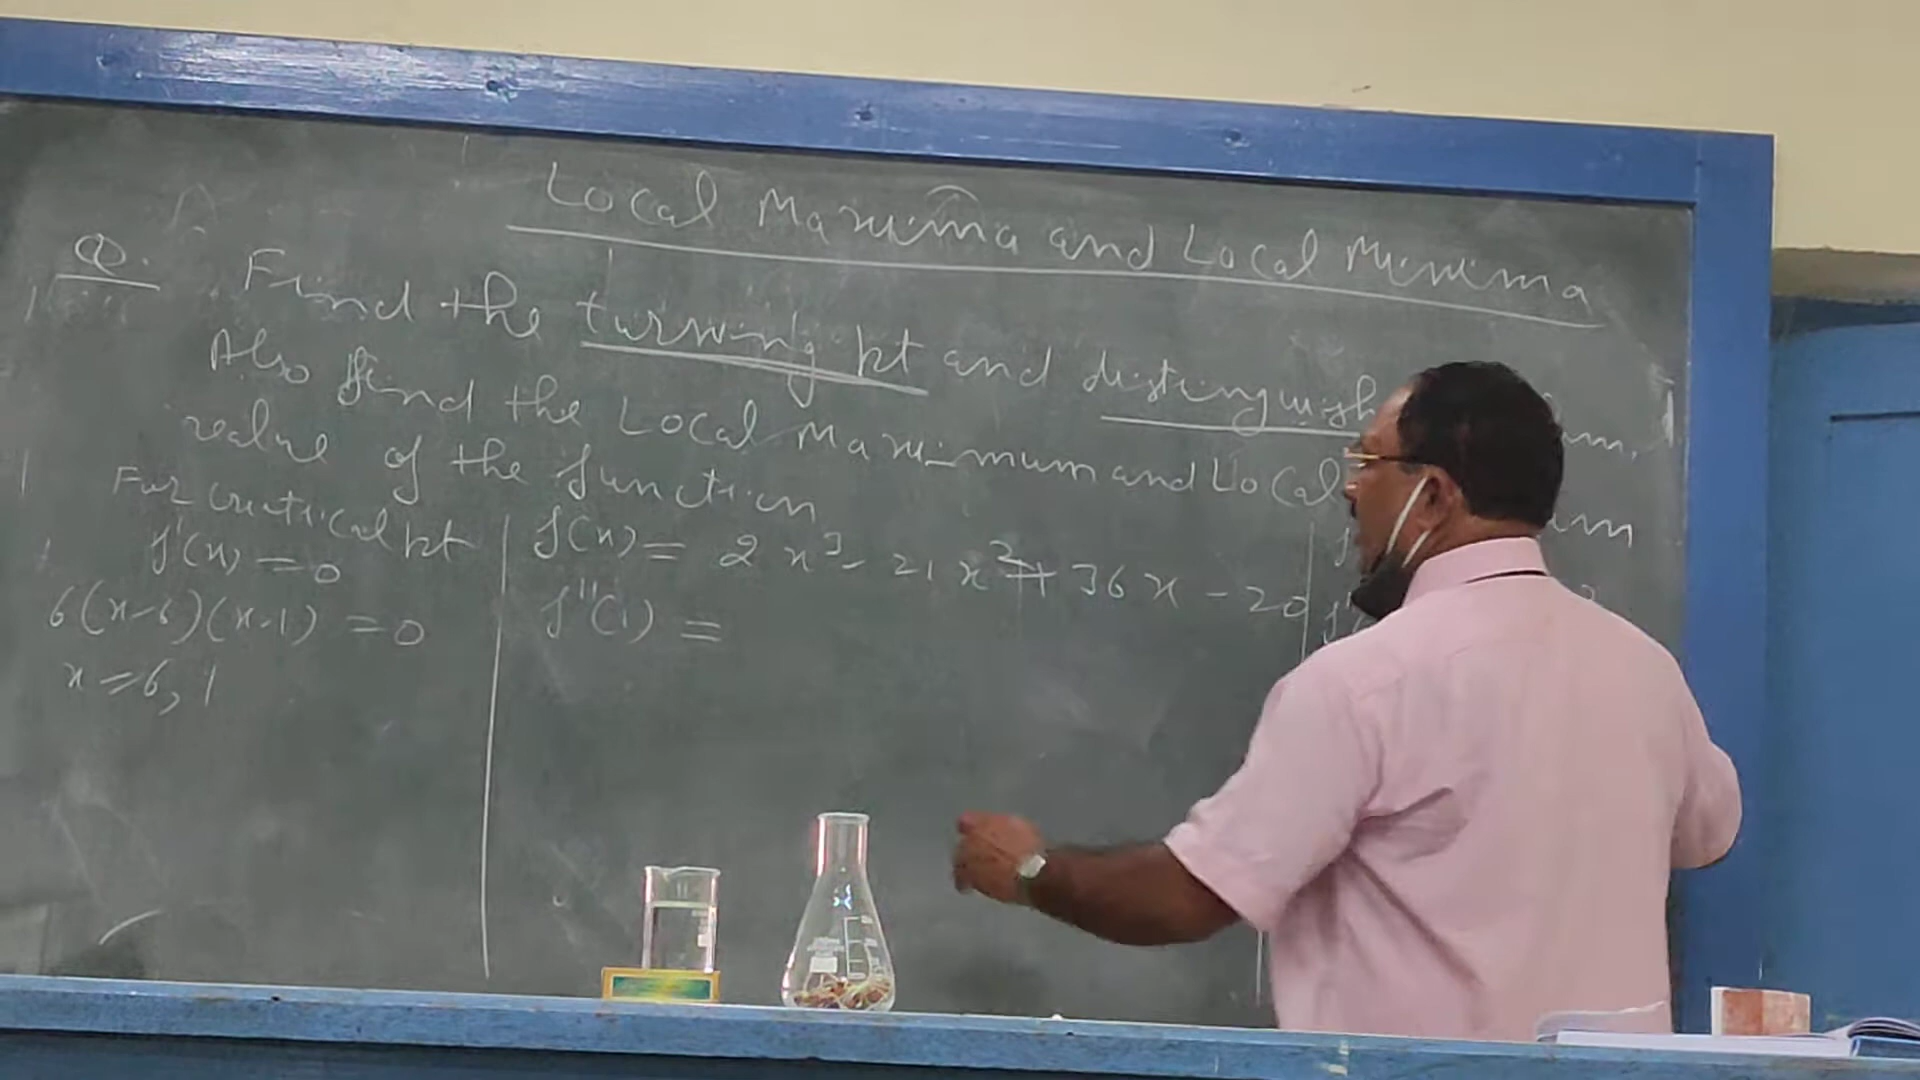 Local Maxima and Local Minima
Q. Find the turning pt and distinguish
Also find the Local Maximum and Local
value of the function
For critical pt
f'(x) = 0
6(x-6)(x-1) = 0
x = 6, 1
f(x) = 2x³ - 21x² + 36x - 20
f''(1) =